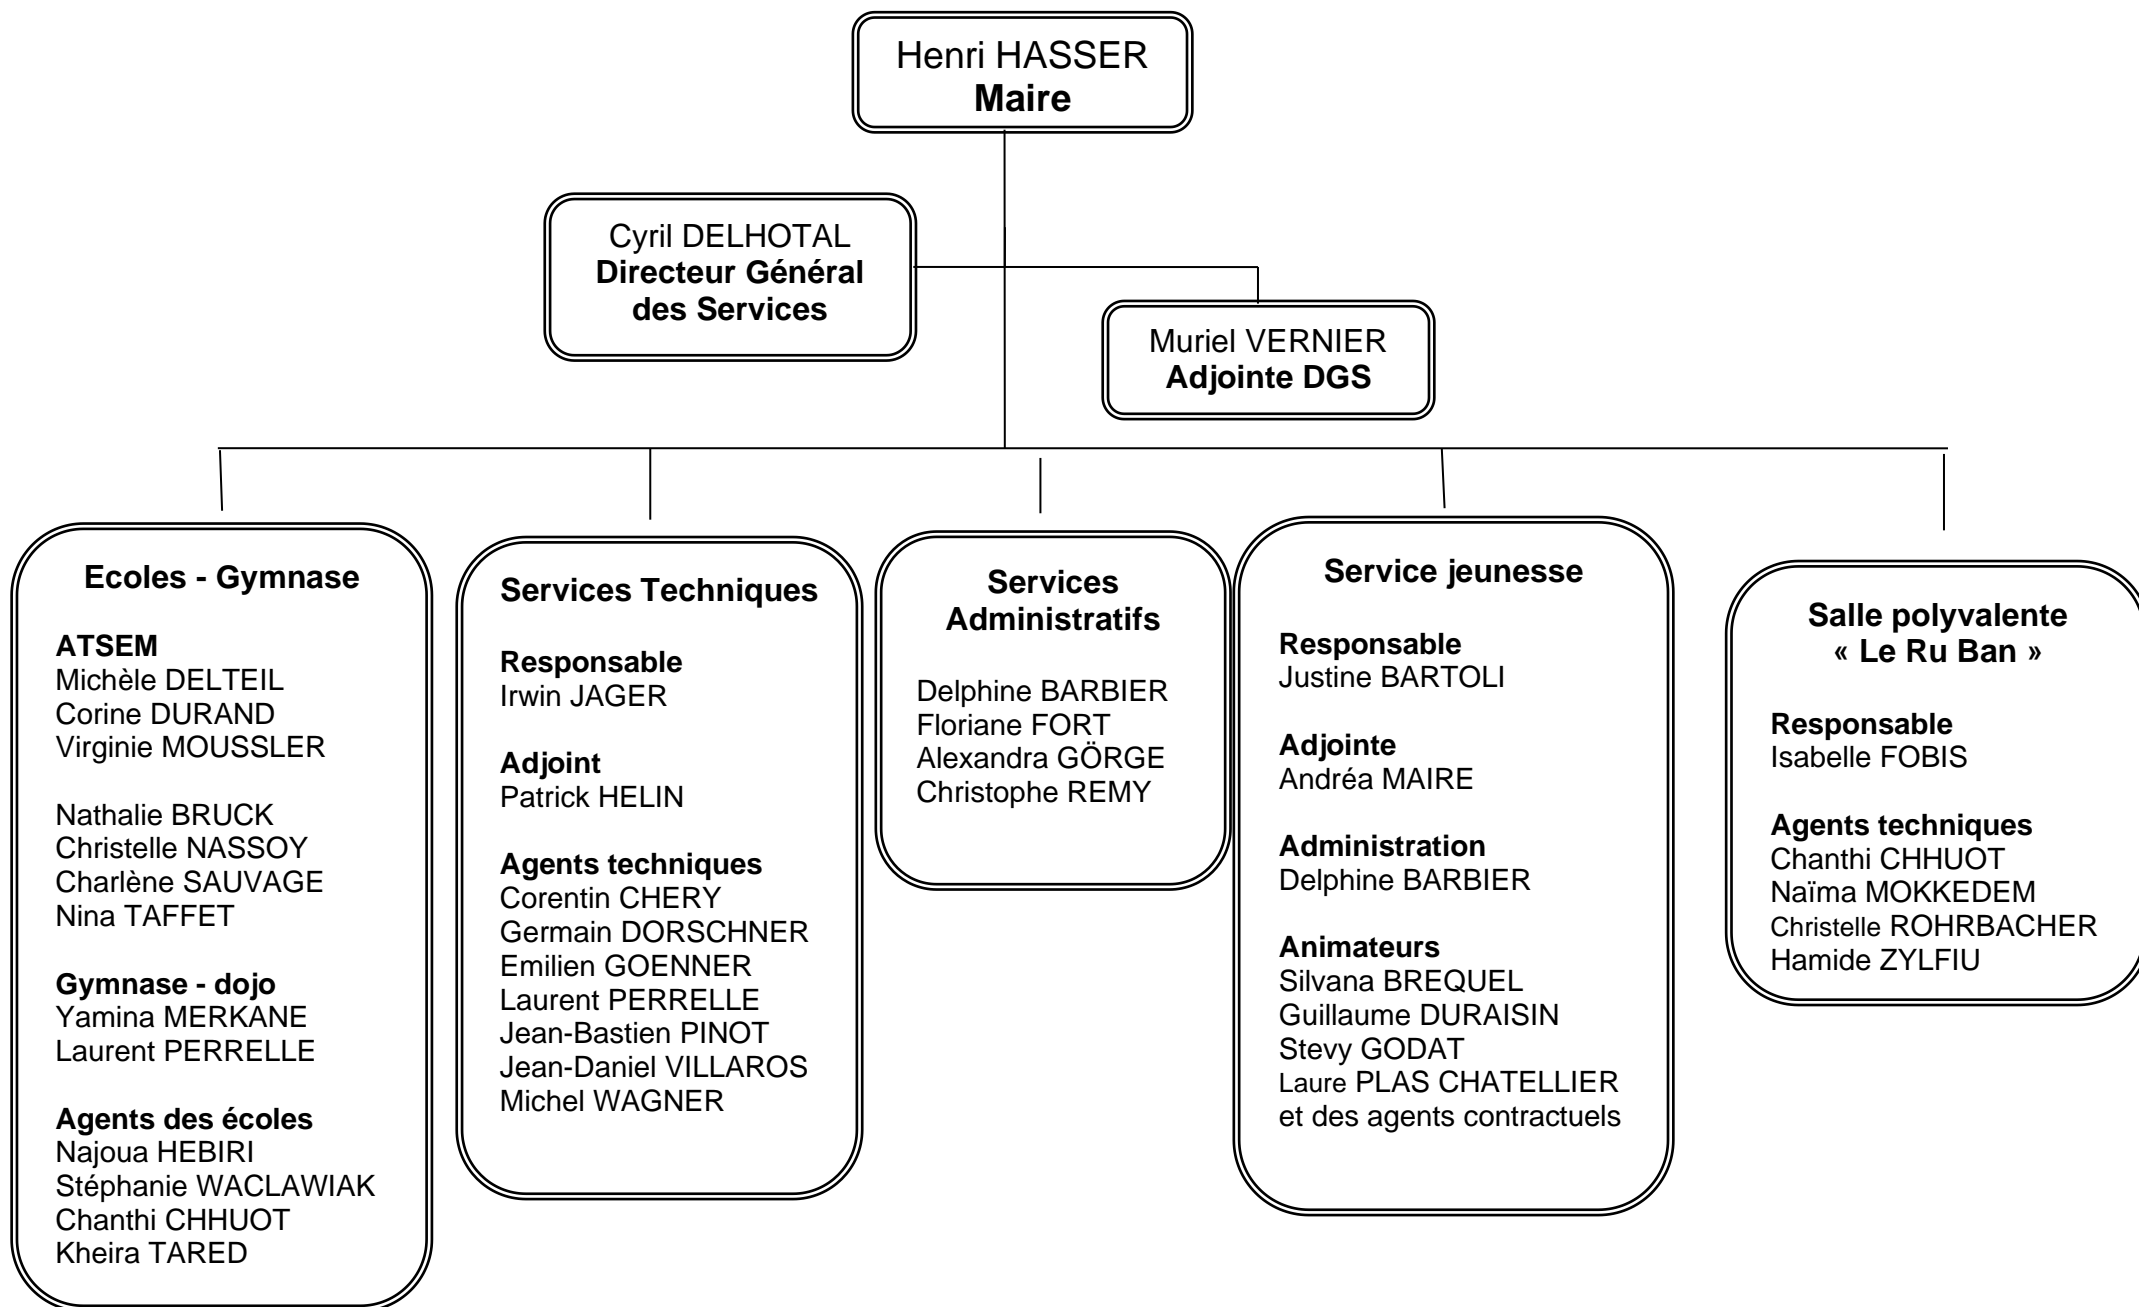 Henri HASSER
Maire
Cyril DELHOTAL
Directeur Général
des Services
Muriel VERNIER
Adjointe DGS
Ecoles - Gymnase
ATSEM
Michèle DELTEIL
Corine DURAND
Virginie MOUSSLER
Nathalie BRUCK
Christelle NASSOY
Charlène SAUVAGE
Nina TAFFET
Gymnase - dojo
Yamina MERKANE
Laurent PERRELLE
Agents des écoles
Najoua HEBIRI
Stéphanie WACLAWIAK
Chanthi CHHUOT
Kheira TARED
Services Techniques
Responsable
Irwin JAGER
Adjoint
Patrick HELIN
Agents techniques
Corentin CHERY
Germain DORSCHNER
Emilien GOENNER
Laurent PERRELLE
Jean-Bastien PINOT
Jean-Daniel VILLAROS
Michel WAGNER
Services
Administratifs
Delphine BARBIER
Floriane FORT
Alexandra GÖRGE
Christophe REMY
Service jeunesse
Responsable
Justine BARTOLI
Adjointe
Andréa MAIRE
Administration
Delphine BARBIER
Animateurs
Silvana BREQUEL
Guillaume DURAISIN
Stevy GODAT
Laure PLAS CHATELLIER
et des agents contractuels
Salle polyvalente
« Le Ru Ban »
Responsable
Isabelle FOBIS
Agents techniques
Chanthi CHHUOT
Naïma MOKKEDEM
Christelle ROHRBACHER
Hamide ZYLFIU